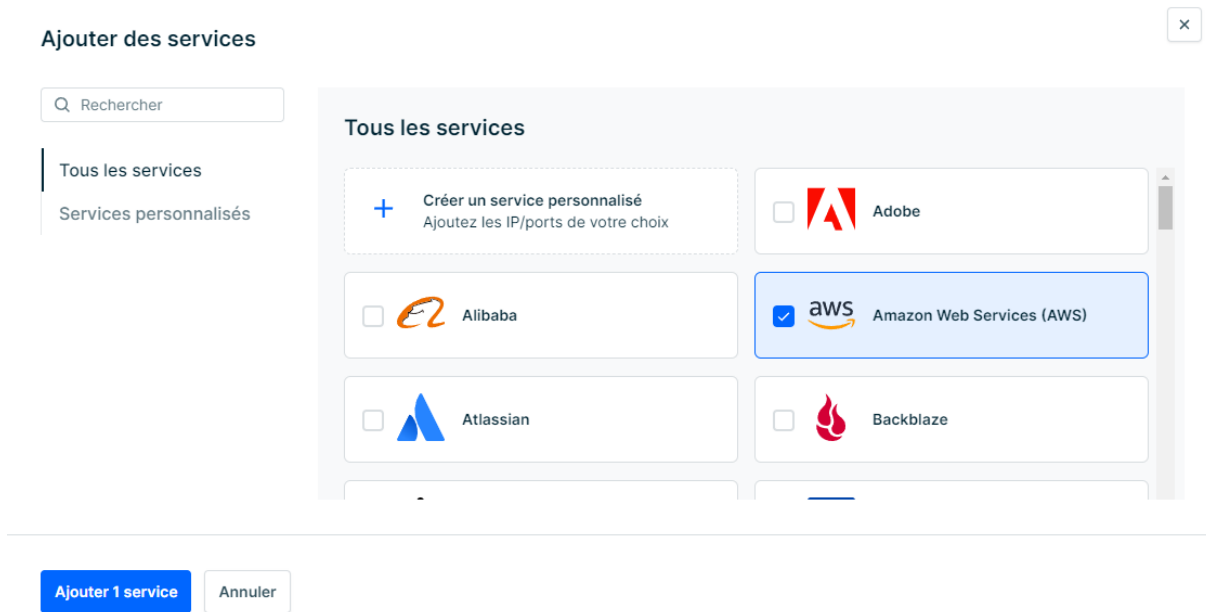 Ajouter des services
Rechercher
Tous les services
Services personnalisés
Tous les services
Créer un service personnalisé
Ajoutez les IP/ports de votre choix
Adobe
Alibaba
aws
Amazon Web Services (AWS)
Atlassian
Backblaze
Ajouter 1 service
Annuler